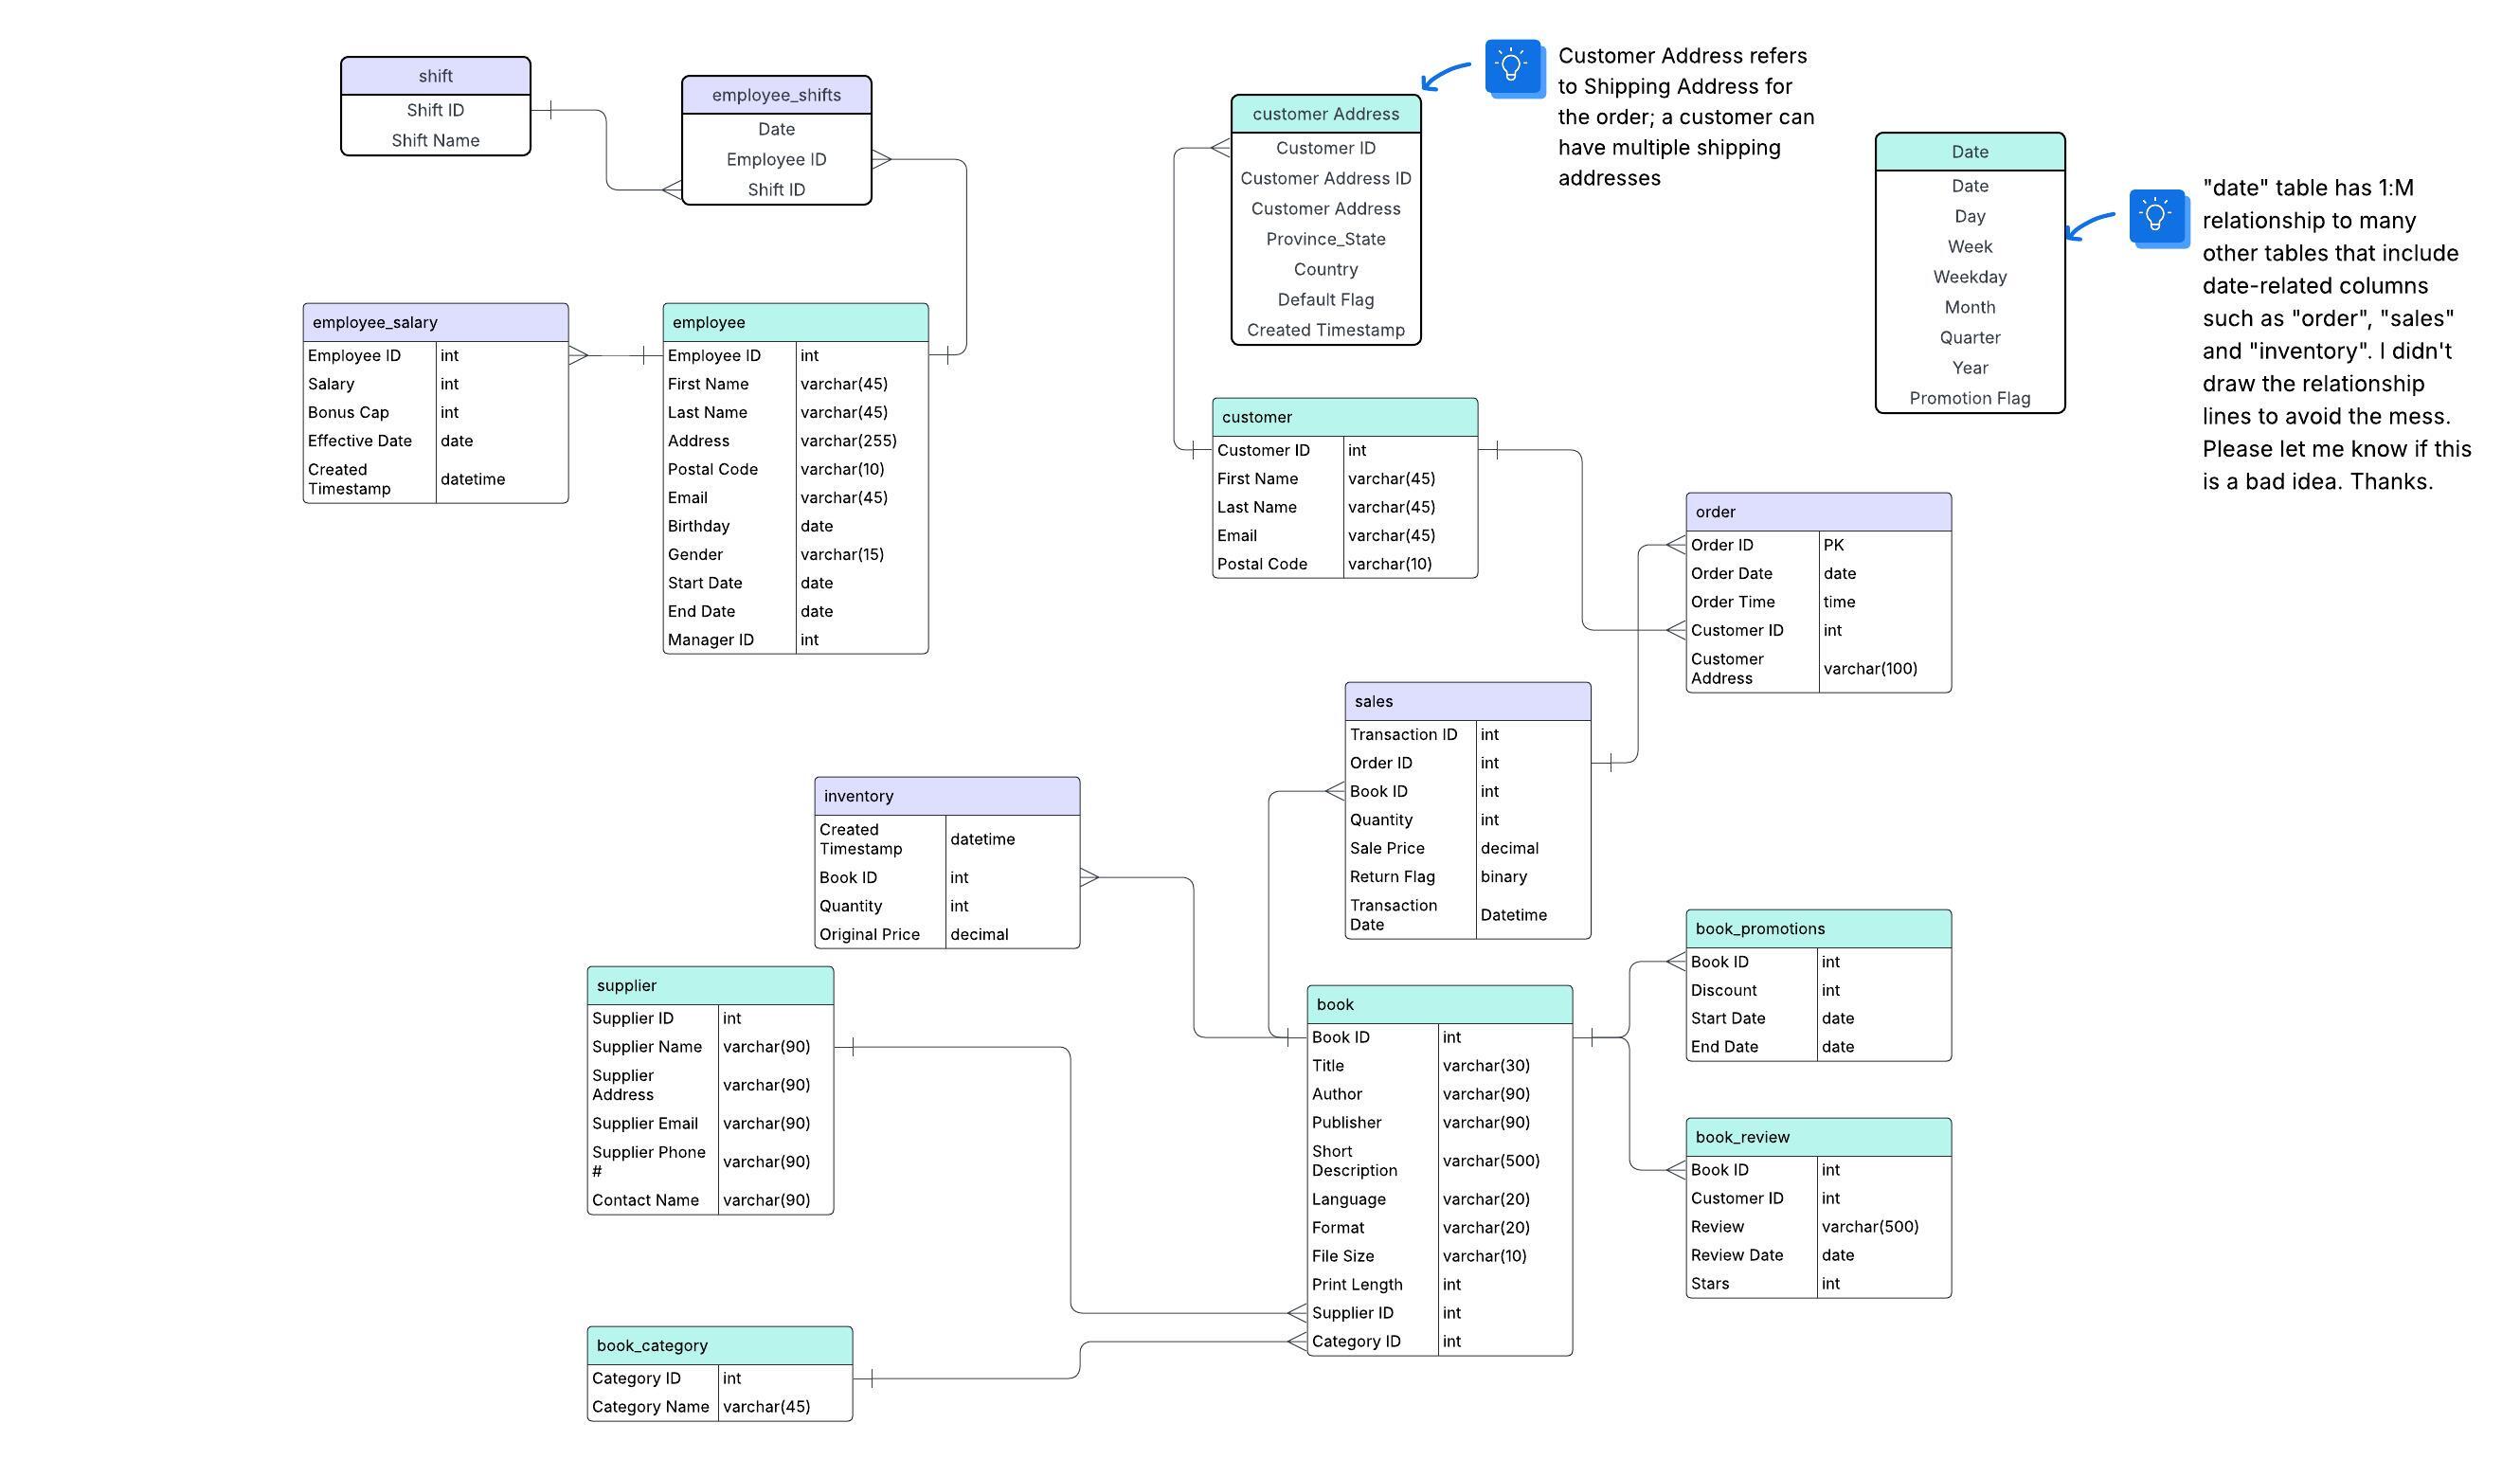 shift
Shift ID
Shift Name
employee_shifts
Date
Employee ID
Shift ID
customer Address
Customer ID
Customer Address ID
Customer Address
Province_State
Country
Default Flag
Created Timestamp
Customer Address refers
to Shipping Address for
the order; a customer can
have multiple shipping
addresses
Date
Date
Day
Week
Weekday
Month
Quarter
Year
Promotion Flag
"date" table has 1:M
relationship to many
other tables that include
date-related columns
such as "order", "sales"
and "inventory". I didn't
draw the relationship
lines to avoid the mess.
Please let me know if this
is a bad idea. Thanks.
employee_salary
Employee ID int
Salary int
Bonus Cap int
Effective Date date
Created
Timestamp
datetime
employee
Employee ID int
First Name varchar(45)
Last Name varchar(45)
Address varchar(255)
Postal Code varchar(10)
Email varchar(45)
Birthday date
Gender varchar(15)
Start Date date
End Date date
Manager ID int
customer
Customer ID int
First Name varchar(45)
Last Name varchar(45)
Email varchar(45)
Postal Code varchar(10)
order
Order ID PK
Order Date date
Order Time time
Customer ID int
Customer
Address
varchar(100)
sales
Transaction ID int
Order ID int
Book ID int
Quantity int
Sale Price decimal
Return Flag binary
Transaction
Date
Datetime
inventory
Created
Timestamp
datetime
Book ID int
Quantity int
Original Price decimal
supplier
Supplier ID int
Supplier Name varchar(90)
Supplier
Address
varchar(90)
Supplier Email varchar(90)
Supplier Phone
#
varchar(90)
Contact Name varchar(90)
book
Book ID int
Title varchar(30)
Author varchar(90)
Publisher varchar(90)
Short
Description
varchar(500)
Language varchar(20)
Format varchar(20)
File Size varchar(10)
Print Length int
Supplier ID int
Category ID int
book_promotions
Book ID int
Discount int
Start Date date
End Date date
book_review
Book ID int
Customer ID int
Review varchar(500)
Review Date date
Stars int
book_category
Category ID int
Category Name varchar(45)